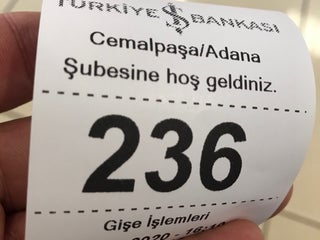 TÜRKİYE İŞ BANKASI
Cemalpaşa/Adana
Şubesine hoş geldiniz.
236
Gişe İşlemleri